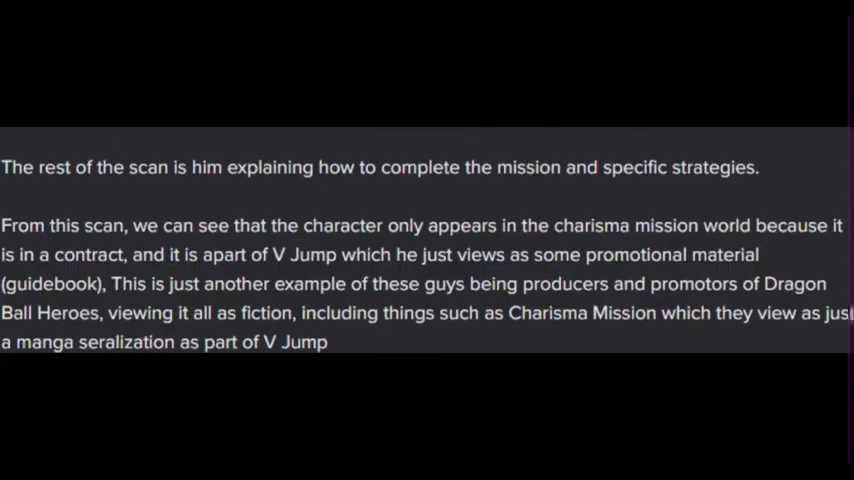 The rest of the scan is him explaining how to complete the mission and specific strategies.
From this scan, we can see that the character only appears in the charisma mission world because it
is in a contract, and it is apart of V Jump which he just views as some promotional material
(guidebook), This is just another example of these guys being producers and promotors of Dragon
Ball Heroes, viewing it all as fiction, including things such as Charisma Mission which they view as just
a manga seralization as part of V Jump